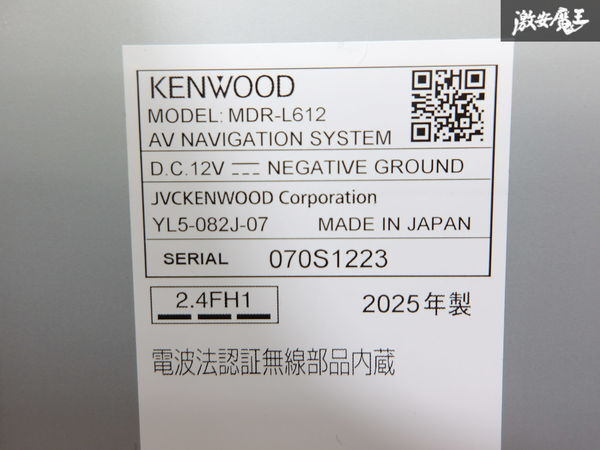 激安魔王
KENWOOD
MODEL: MDR-L612
AV NAVIGATION SYSTEM
D.C.12V NEGATIVE GROUND
JVCKENWOOD Corporation
YL5-082J-07 MADE IN JAPAN
SERIAL 070S1223
2.4FH1 2025年製
電波法認証無線部品内蔵